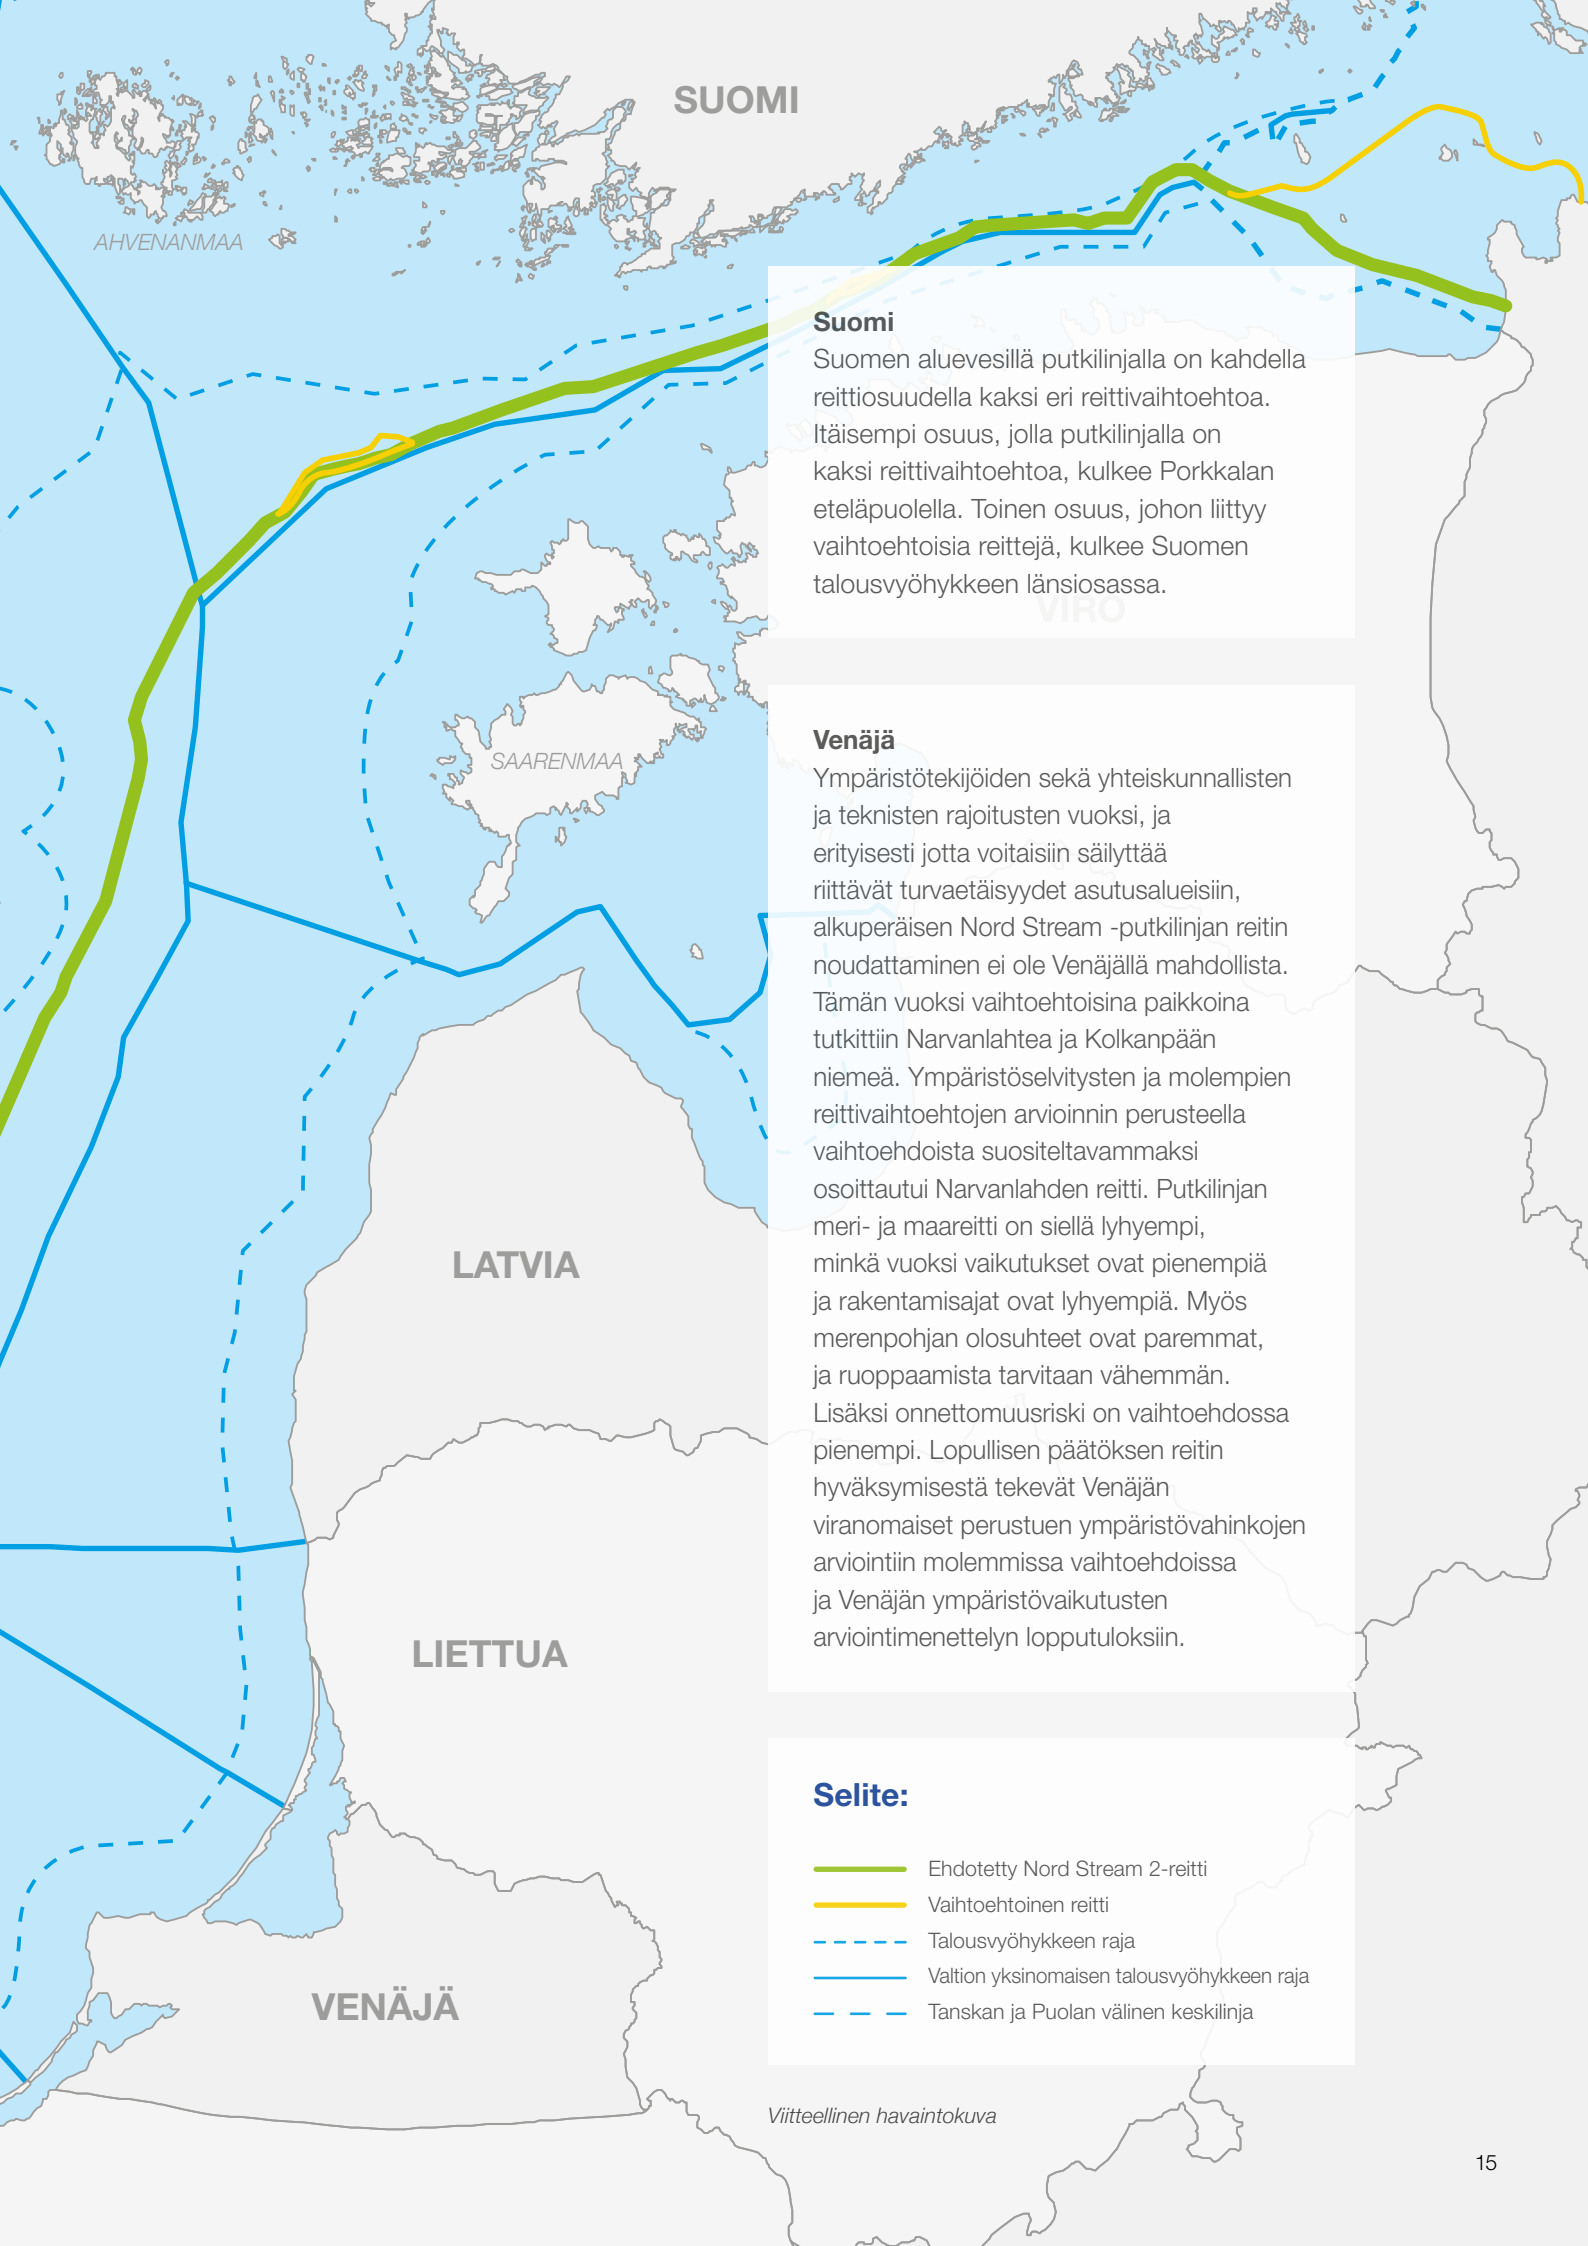 SUOMI
AHVENANMAA
Suomi
Suomen aluevesillä putkilinjalla on kahdella
reittiosuudella kaksi eri reittivaihtoehtoa.
Itäisempi osuus, jolla putkilinjalla on
kaksi reittivaihtoehtoa, kulkee Porkkalan
eteläpuolella. Toinen osuus, johon liittyy
vaihtoehtoisia reittejä, kulkee Suomen
talousvyöhykkeen länsiosassa.
VIRO
SAARENMAA
Venäjä
Ympäristötekijöiden sekä yhteiskunnallisten
ja teknisten rajoitusten vuoksi, ja
erityisesti jotta voitaisiin säilyttää
riittävät turvaetäisyydet asutusalueisiin,
alkuperäisen Nord Stream -putkilinjan reitin
noudattaminen ei ole Venäjällä mahdollista.
Tämän vuoksi vaihtoehtoisina paikkoina
tutkittiin Narvanlahtea ja Kolkanpään
niemeä. Ympäristöselvitysten ja molempien
reittivaihtoehtojen arvioinnin perusteella
vaihtoehdoista suositeltavammaksi
osoittautui Narvanlahden reitti. Putkilinjan
meri- ja maareitti on siellä lyhyempi,
minkä vuoksi vaikutukset ovat pienempiä
ja rakentamisajat ovat lyhyempiä. Myös
merenpohjan olosuhteet ovat paremmat,
ja ruoppaamista tarvitaan vähemmän.
Lisäksi onnettomuusriski on vaihtoehdossa
pienempi. Lopullisen päätöksen reitin
hyväksymisestä tekevät Venäjän
viranomaiset perustuen ympäristövahinkojen
arviointiin molemmissa vaihtoehdoissa
ja Venäjän ympäristövaikutusten
arviointimenettelyn lopputuloksiin.
LATVIA
LIETTUA
VENÄJÄ
Selite:
Ehdotetty Nord Stream 2-reitti
Vaihtoehtoinen reitti
Talousvyöhykkeen raja
Valtion yksinomaisen talousvyöhykkeen raja
Tanskan ja Puolan välinen keskilinja
Viitteellinen havaintokuva
15